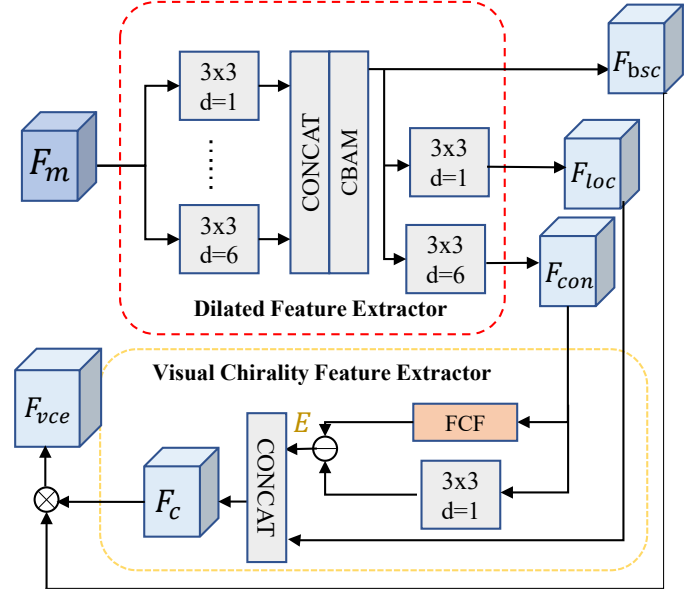 3x3
d=1
F_bsc
F_m
CONCAT
CBAM
3x3
d=1
F_loc
3x3
d=6
3x3
d=6
F_con
Dilated Feature Extractor
Visual Chirality Feature Extractor
F_vce
E
FCF
CONCAT
F_c
3x3
d=1